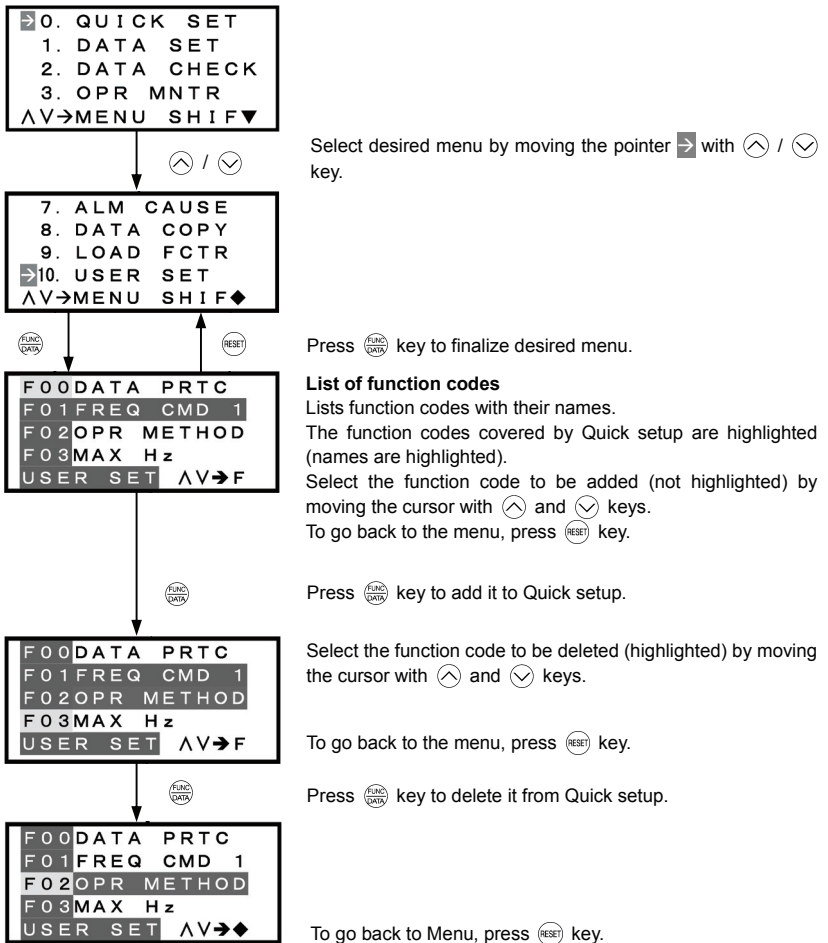 →0. QUICK SET
1. DATA SET
2. DATA CHECK
3. OPR MNTR
∧∨→MENU SHIF▼
∧ / ∨
Select desired menu by moving the pointer → with ∧ / ∨
key.
7. ALM CAUSE
8. DATA COPY
9. LOAD FCTR
→10. USER SET
∧∨→MENU SHIF◆
FUNC
DATA
RESET
Press FUNC/DATA key to finalize desired menu.
F00DATA PRTC
F01FREQ CMD 1
F02OPR METHOD
F03MAX Hz
USER SET ∧∨→F
List of function codes
Lists function codes with their names.
The function codes covered by Quick setup are highlighted
(names are highlighted).
Select the function code to be added (not highlighted) by
moving the cursor with ∧ and ∨ keys.
To go back to the menu, press RESET key.
FUNC
DATA
Press FUNC/DATA key to add it to Quick setup.
F00DATA PRTC
F01FREQ CMD 1
F02OPR METHOD
F03MAX Hz
USER SET ∧∨→F
Select the function code to be deleted (highlighted) by moving
the cursor with ∧ and ∨ keys.
To go back to the menu, press RESET key.
FUNC
DATA
Press FUNC/DATA key to delete it from Quick setup.
F00DATA PRTC
F01FREQ CMD 1
F02OPR METHOD
F03MAX Hz
USER SET ∧∨→◆
To go back to Menu, press RESET key.